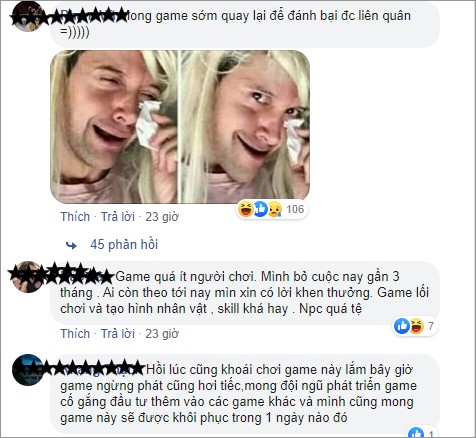 mong game sớm quay lại để đánh bại đc liên quân
=)))))
106
Thích · Trả lời · 23 giờ
45 phản hồi
Game quá ít người chơi. Mình bỏ cuộc nay gần 3
tháng . Ai còn theo tới nay mìn xin có lời khen thưởng. Game lối
chơi và tạo hình nhân vật , skill khá hay . Npc quá tệ
7
Thích · Trả lời · 23 giờ
Hồi lúc cũng khoái chơi game này lắm bây giờ
game ngừng phát cũng hơi tiếc,mong đội ngũ phát triển game
cố gắng đầu tư thêm vào các game khác và mình cũng mong
game này sẽ được khôi phục trong 1 ngày nào đó
1